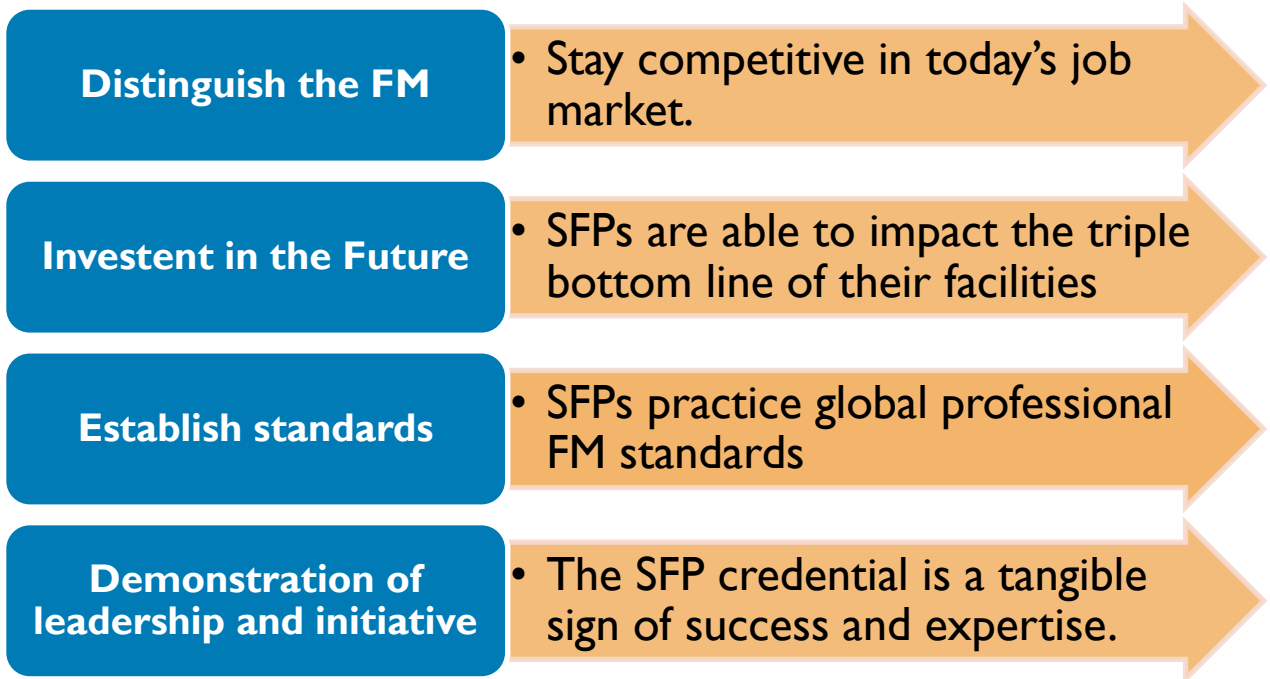 Distinguish the FM
• Stay competitive in today’s job
market.
Investent in the Future
• SFPs are able to impact the triple
bottom line of their facilities
Establish standards
• SFPs practice global professional
FM standards
Demonstration of
leadership and initiative
• The SFP credential is a tangible
sign of success and expertise.